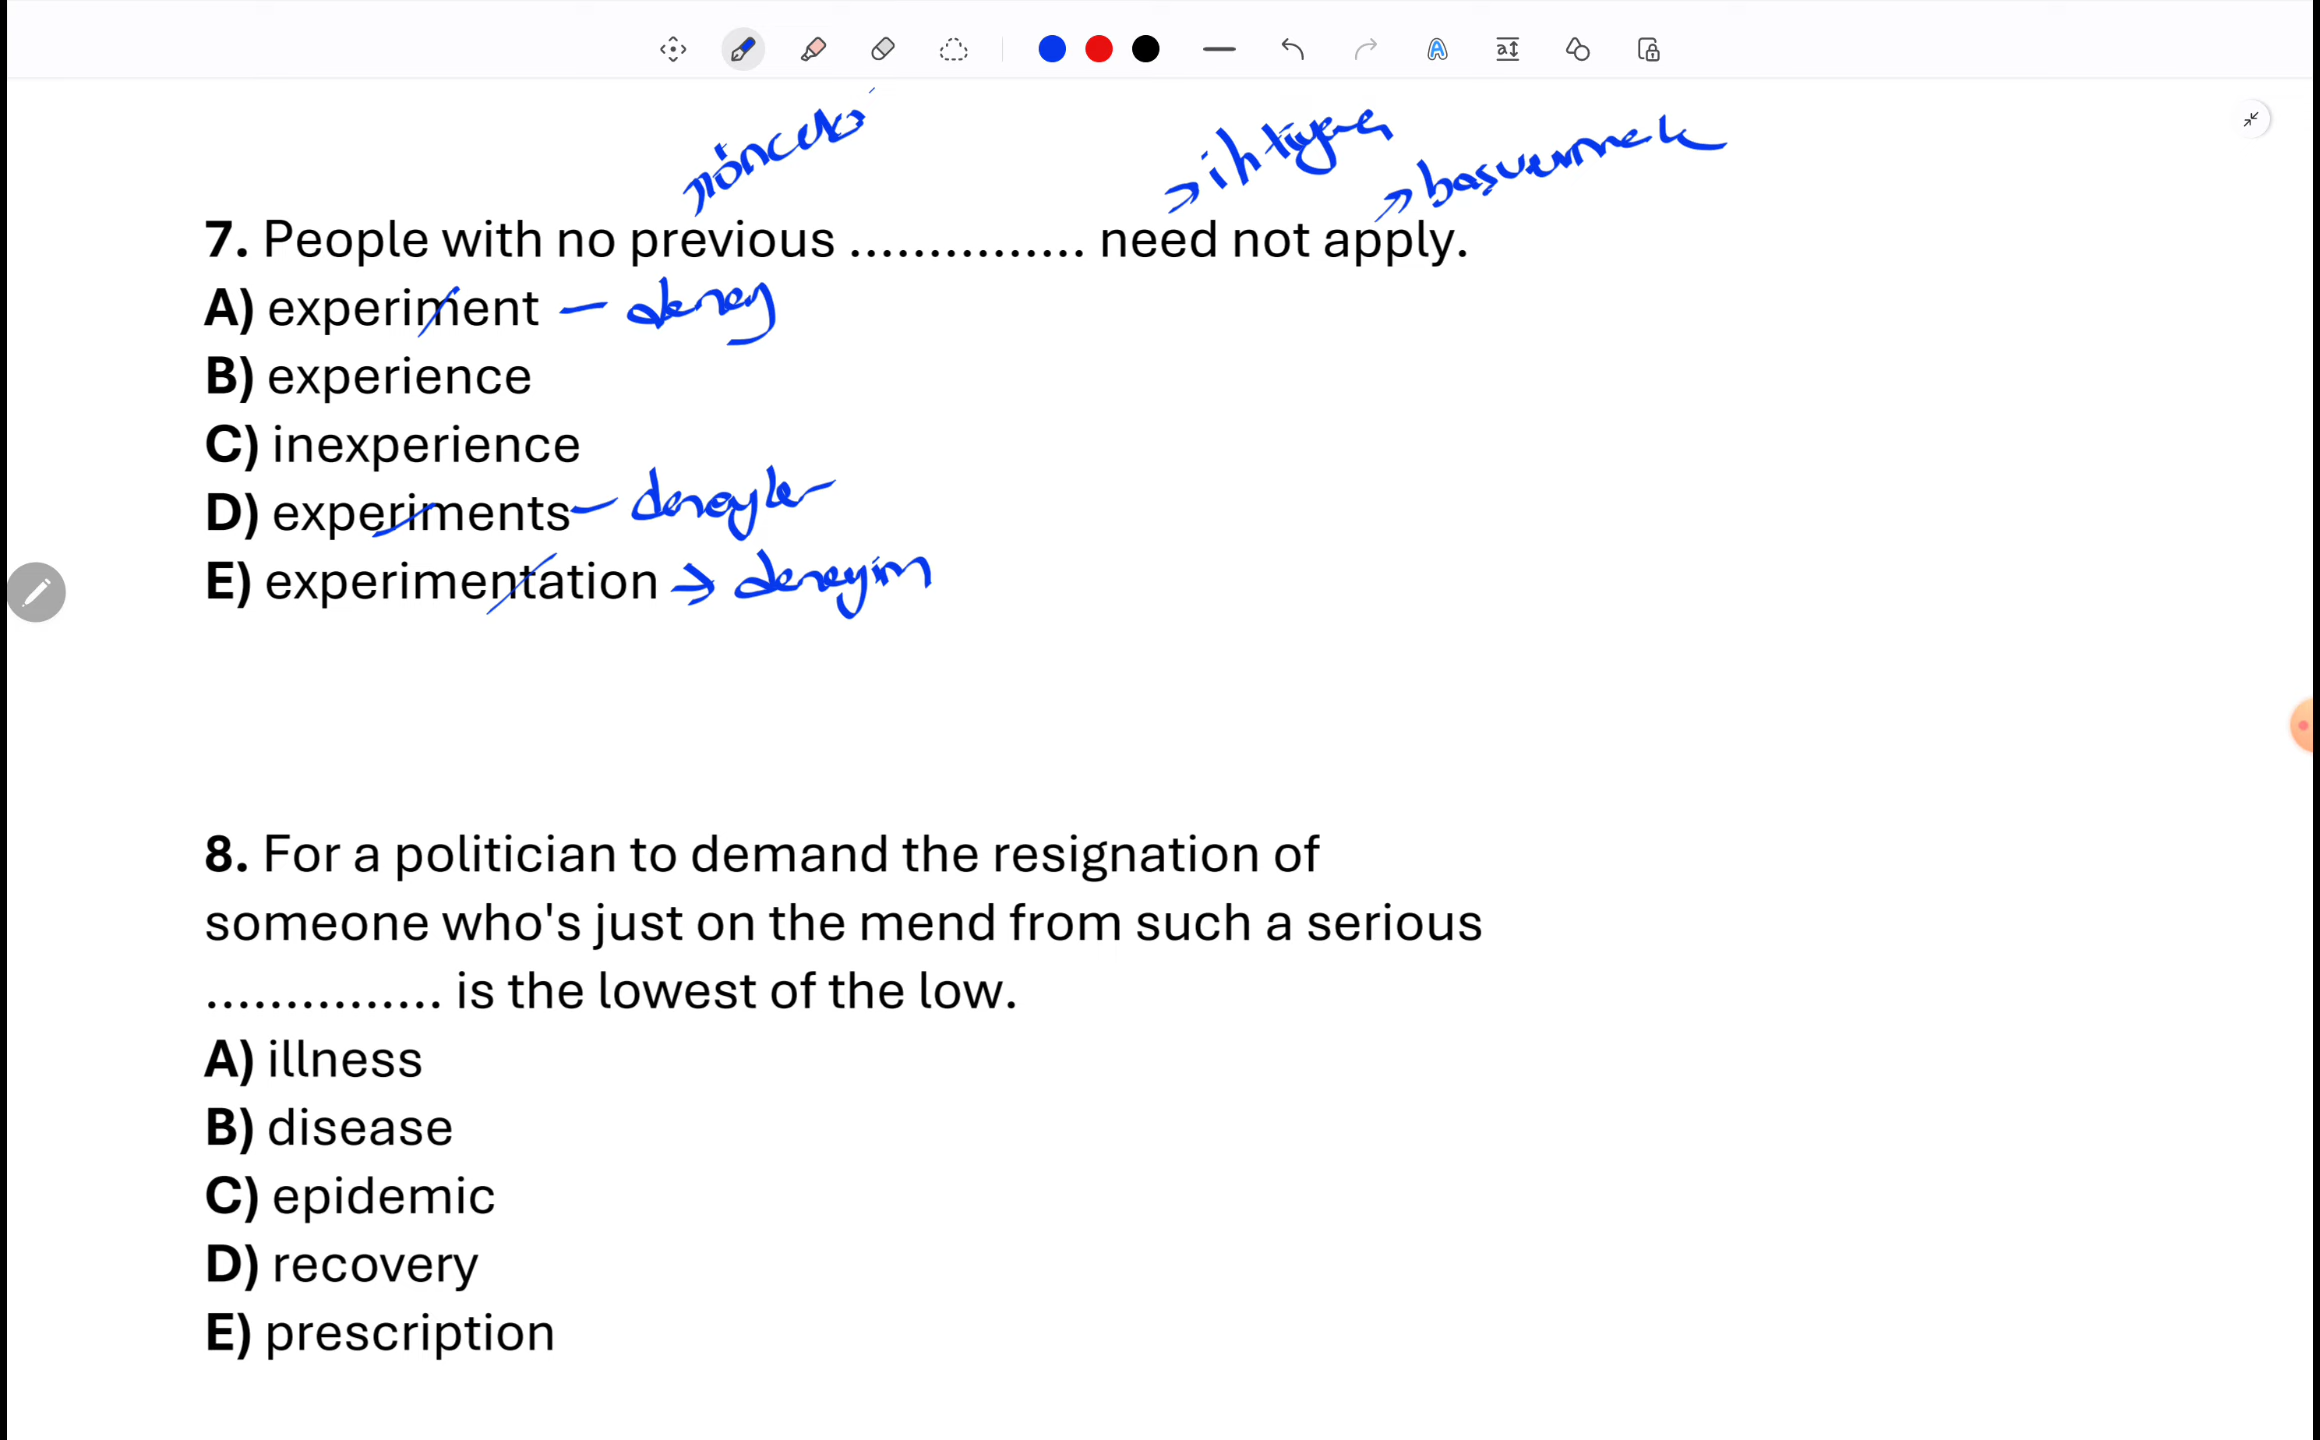 önceki
→ ihtiyaç → başvurmak
7. People with no previous ............... need not apply.
A) experiment — deney
B) experience
C) inexperience
D) experiments — deneyler
E) experimentation → deneyim
8. For a politician to demand the resignation of
someone who's just on the mend from such a serious
............... is the lowest of the low.
A) illness
B) disease
C) epidemic
D) recovery
E) prescription